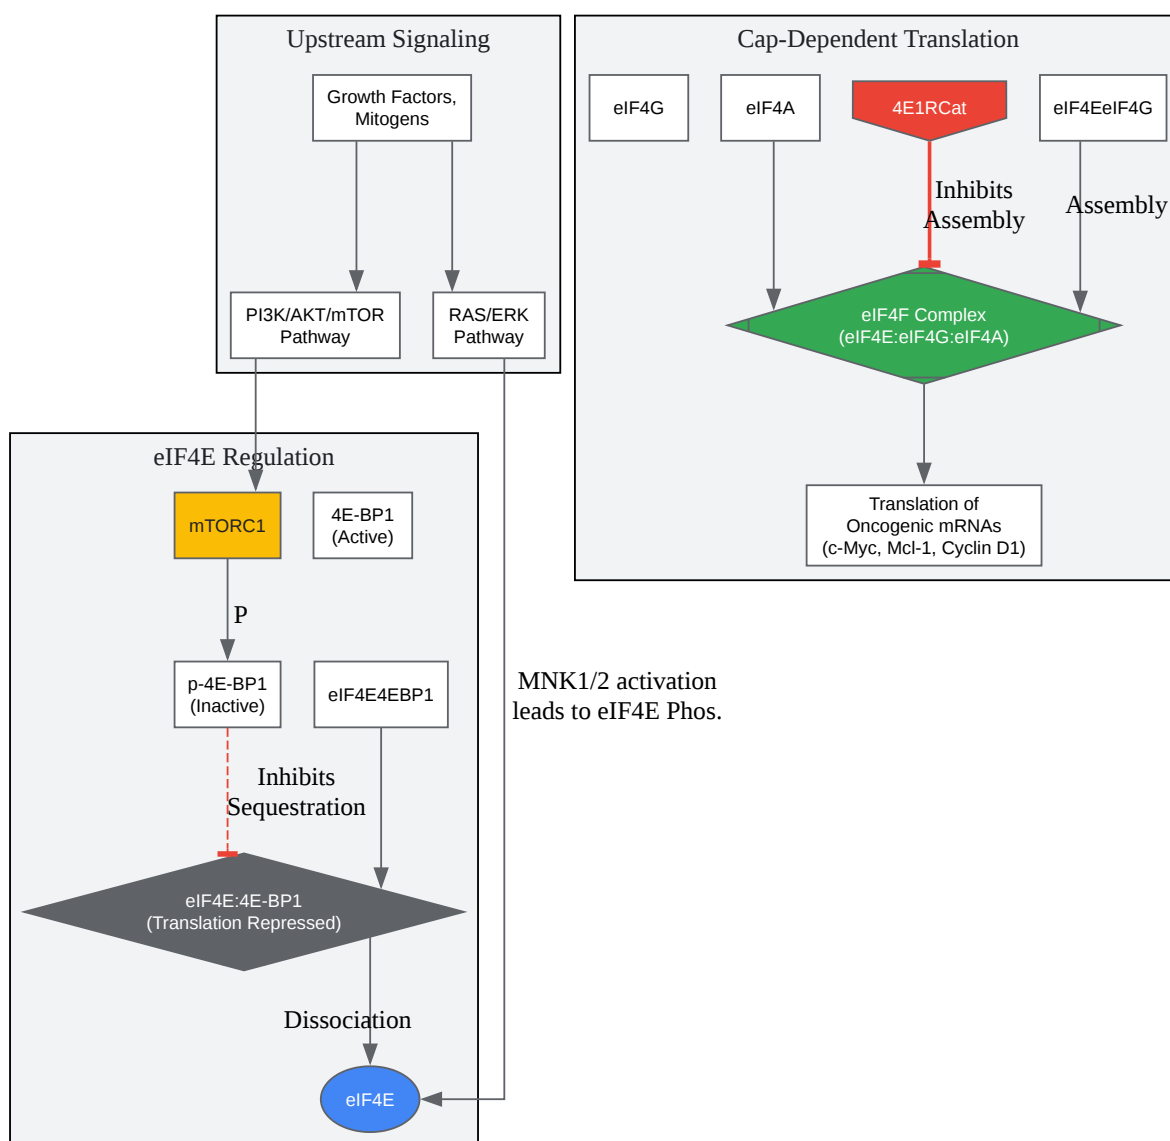 Upstream Signaling
Growth Factors,
Mitogens
PI3K/AKT/mTOR
Pathway
RAS/ERK
Pathway
Cap-Dependent Translation
eIF4G
eIF4A
4E1RCat
eIF4EeIF4G
Inhibits
Assembly
Assembly
eIF4F Complex
(eIF4E:eIF4G:eIF4A)
Translation of
Oncogenic mRNAs
(c-Myc, Mcl-1, Cyclin D1)
eIF4E Regulation
mTORC1
4E-BP1
(Active)
P
p-4E-BP1
(Inactive)
eIF4E4EBP1
MNK1/2 activation
leads to eIF4E Phos.
Inhibits
Sequestration
eIF4E:4E-BP1
(Translation Repressed)
Dissociation
eIF4E